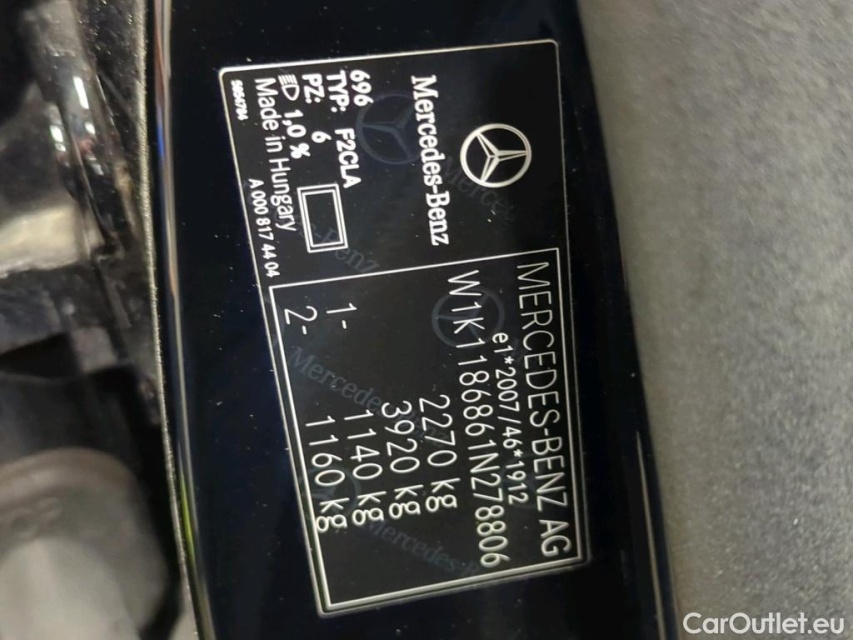 Mercedes-Benz
696
TYP: F2CLA
PZ: 6
1,0 %
Made in Hungary
5954784
A 000 817 44 04
MERCEDES-BENZ AG
e1*2007/46*1912
W1K1186861N278806
2270 kg
3920 kg
1- 1140 kg
2- 1160 kg
CarOutlet.eu